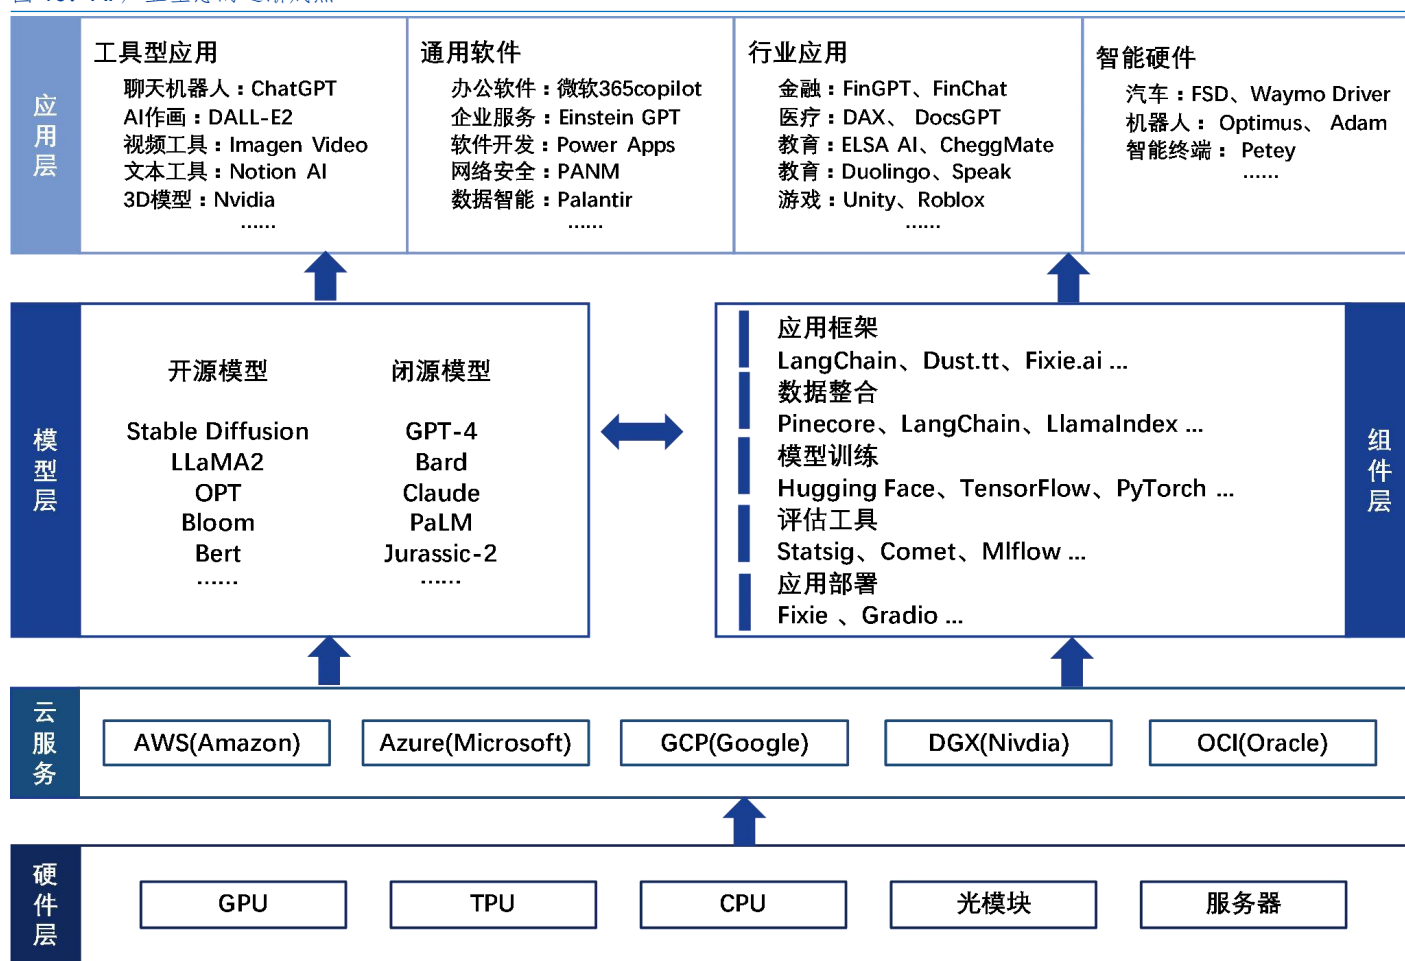 应用层
工具型应用
聊天机器人：ChatGPT
AI作画：DALL-E2
视频工具：Imagen Video
文本工具：Notion AI
3D模型：Nvidia
......
通用软件
办公软件：微软365copilot
企业服务：Einstein GPT
软件开发：Power Apps
网络安全：PANM
数据智能：Palantir
......
行业应用
金融：FinGPT、FinChat
医疗：DAX、 DocsGPT
教育：ELSA AI、CheggMate
教育：Duolingo、Speak
游戏：Unity、Roblox
......
智能硬件
汽车：FSD、Waymo Driver
机器人： Optimus、 Adam
智能终端： Petey
......
模型层
开源模型
Stable Diffusion
LLaMA2
OPT
Bloom
Bert
......
闭源模型
GPT-4
Bard
Claude
PaLM
Jurassic-2
......
应用框架
LangChain、Dust.tt、Fixie.ai ...
数据整合
Pinecore、LangChain、LlamaIndex ...
模型训练
Hugging Face、TensorFlow、PyTorch ...
评估工具
Statsig、Comet、Mlflow ...
应用部署
Fixie 、Gradio ...
组件层
云服务
AWS(Amazon)
Azure(Microsoft)
GCP(Google)
DGX(Nivdia)
OCI(Oracle)
硬件层
GPU
TPU
CPU
光模块
服务器